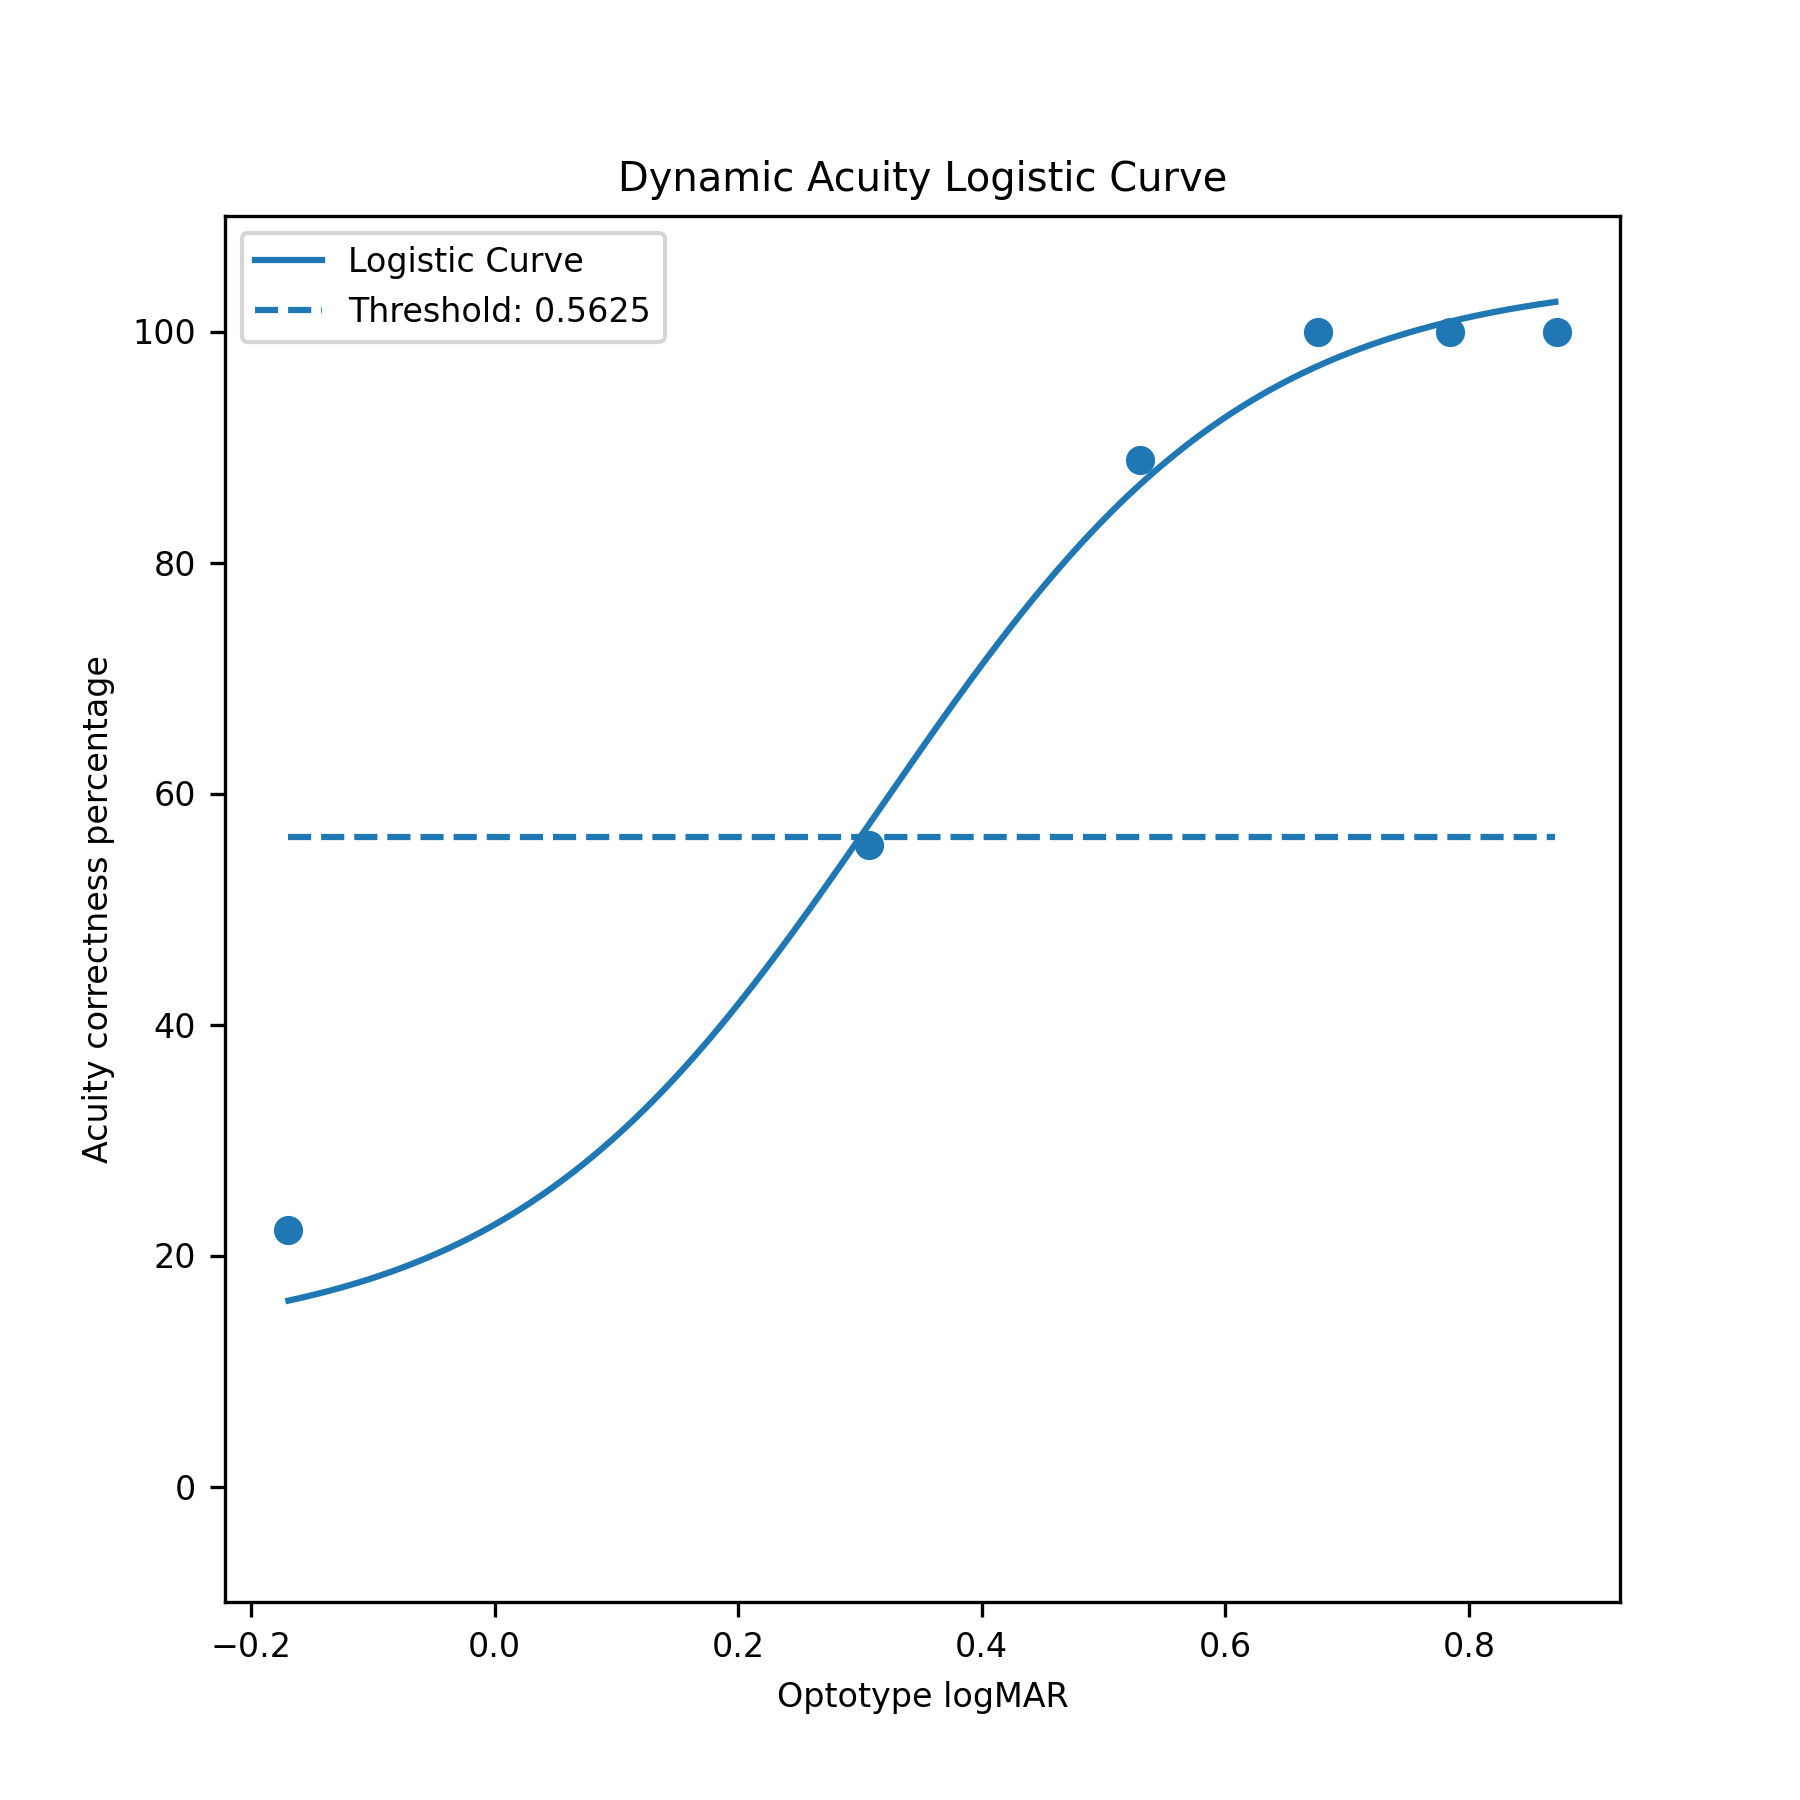 Dynamic Acuity Logistic Curve
Logistic Curve
Threshold: 0.5625
100
80
60
40
20
0
Acuity correctness percentage
−0.2 0.0 0.2 0.4 0.6 0.8
Optotype logMAR